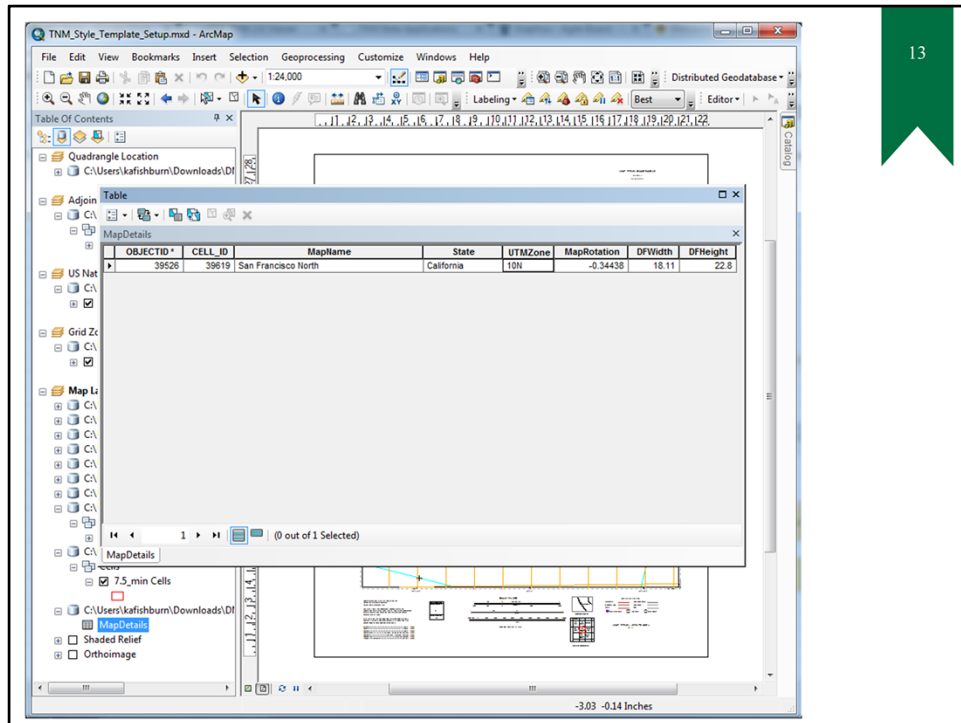 13
TNM_Style_Template_Setup.mxd - ArcMap
File Edit View Bookmarks Insert Selection Geoprocessing Customize Windows Help
1:24,000
Distributed Geodatabase
Labeling Best Editor
Table Of Contents
Catalog
Quadrangle Location
C:\Users\kafishburn\Downloads\DN
Adjoin
C:\
US Nat
C:\
Grid Zo
C:\
Map La
C:\
C:\
C:\
C:\
C:\
C:\
C:\
C:\
C:\
Cells
7.5_min Cells
C:\Users\kafishburn\Downloads\DN
MapDetails
Shaded Relief
Orthoimage
Table
MapDetails
OBJECTID * CELL_ID MapName State UTMZone MapRotation DFWidth DFHeight
39526 39619 San Francisco North California 10N -0.34438 18.11 22.8
1 (0 out of 1 Selected)
MapDetails
-3.03 -0.14 Inches